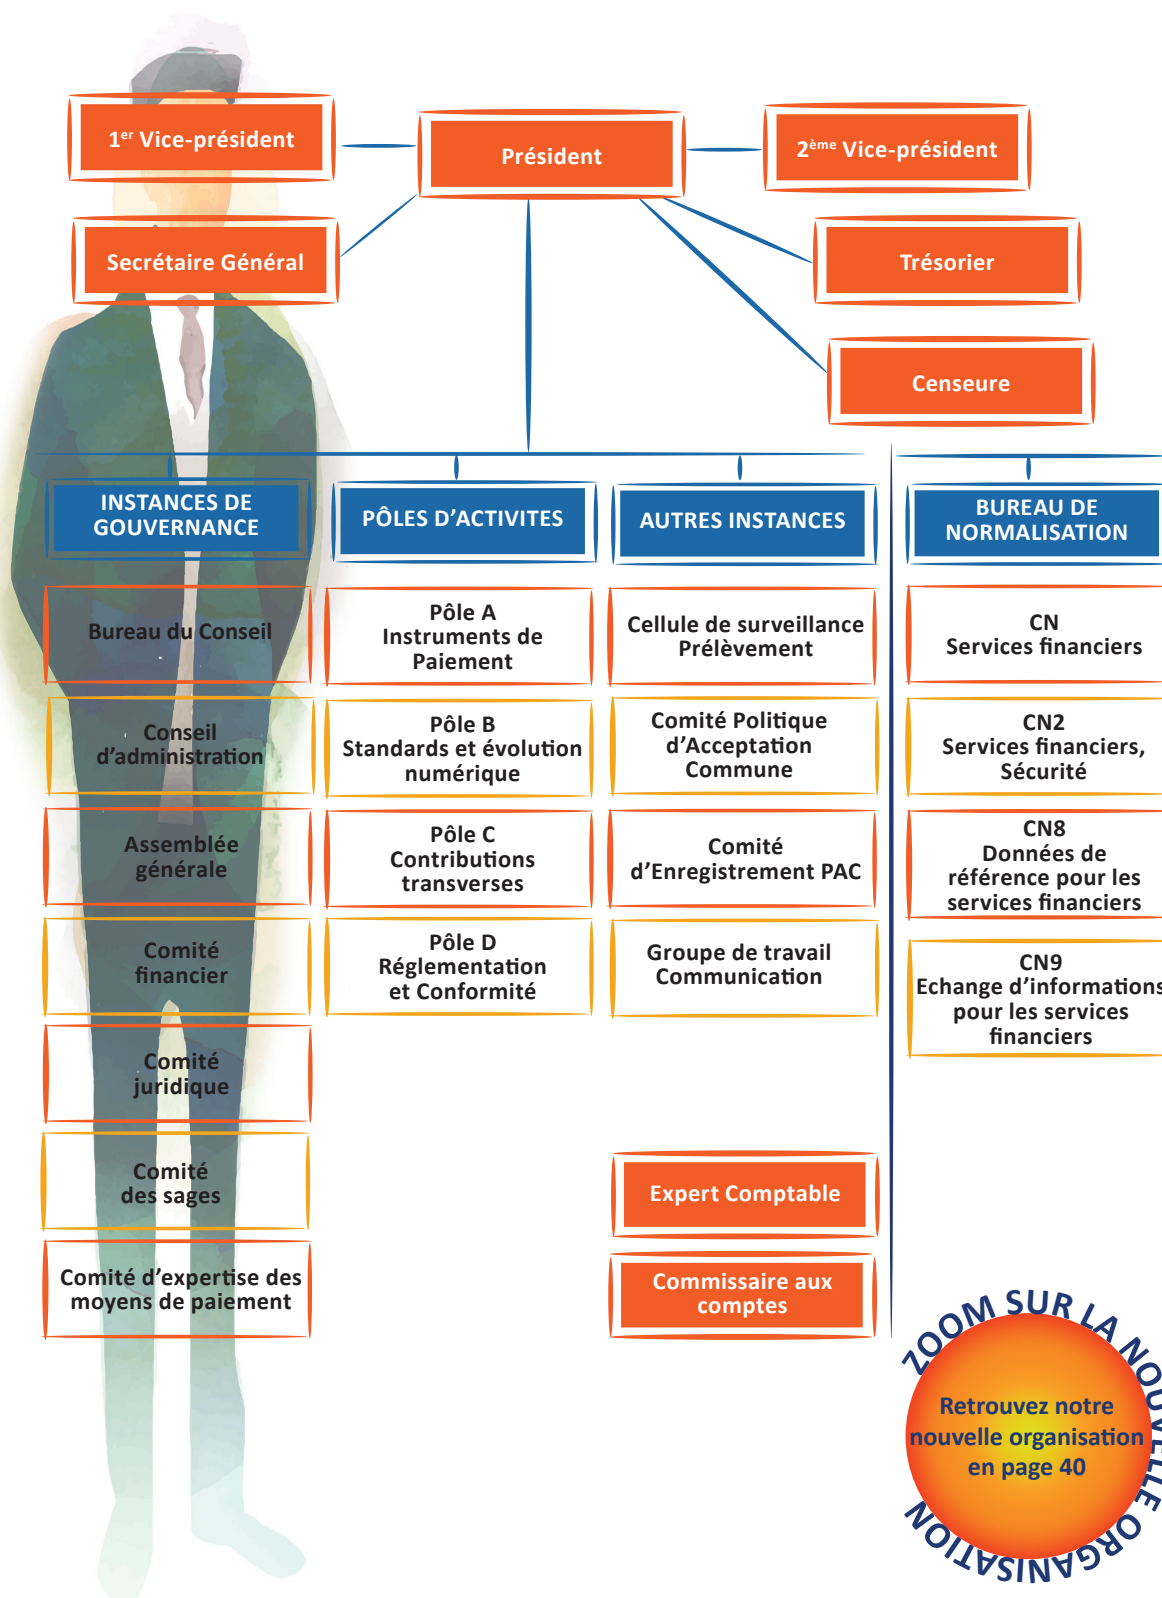 1er Vice-président
Président
2ème Vice-président
Secrétaire Général
Trésorier
Censeure
INSTANCES DE
GOUVERNANCE
Bureau du Conseil
Conseil
d'administration
Assemblée
générale
Comité
financier
Comité
juridique
Comité
des sages
Comité d'expertise des
moyens de paiement
PÔLES D'ACTIVITES
Pôle A
Instruments de
Paiement
Pôle B
Standards et évolution
numérique
Pôle C
Contributions
transverses
Pôle D
Réglementation
et Conformité
AUTRES INSTANCES
Cellule de surveillance
Prélèvement
Comité Politique
d'Acceptation
Commune
Comité
d'Enregistrement PAC
Groupe de travail
Communication
Expert Comptable
Commissaire aux
comptes
BUREAU DE
NORMALISATION
CN
Services financiers
CN2
Services financiers,
Sécurité
CN8
Données de
référence pour les
services financiers
CN9
Echange d'informations
pour les services
financiers
ZOOM SUR LA NOUVELLE ORGANISATION
Retrouvez notre
nouvelle organisation
en page 40